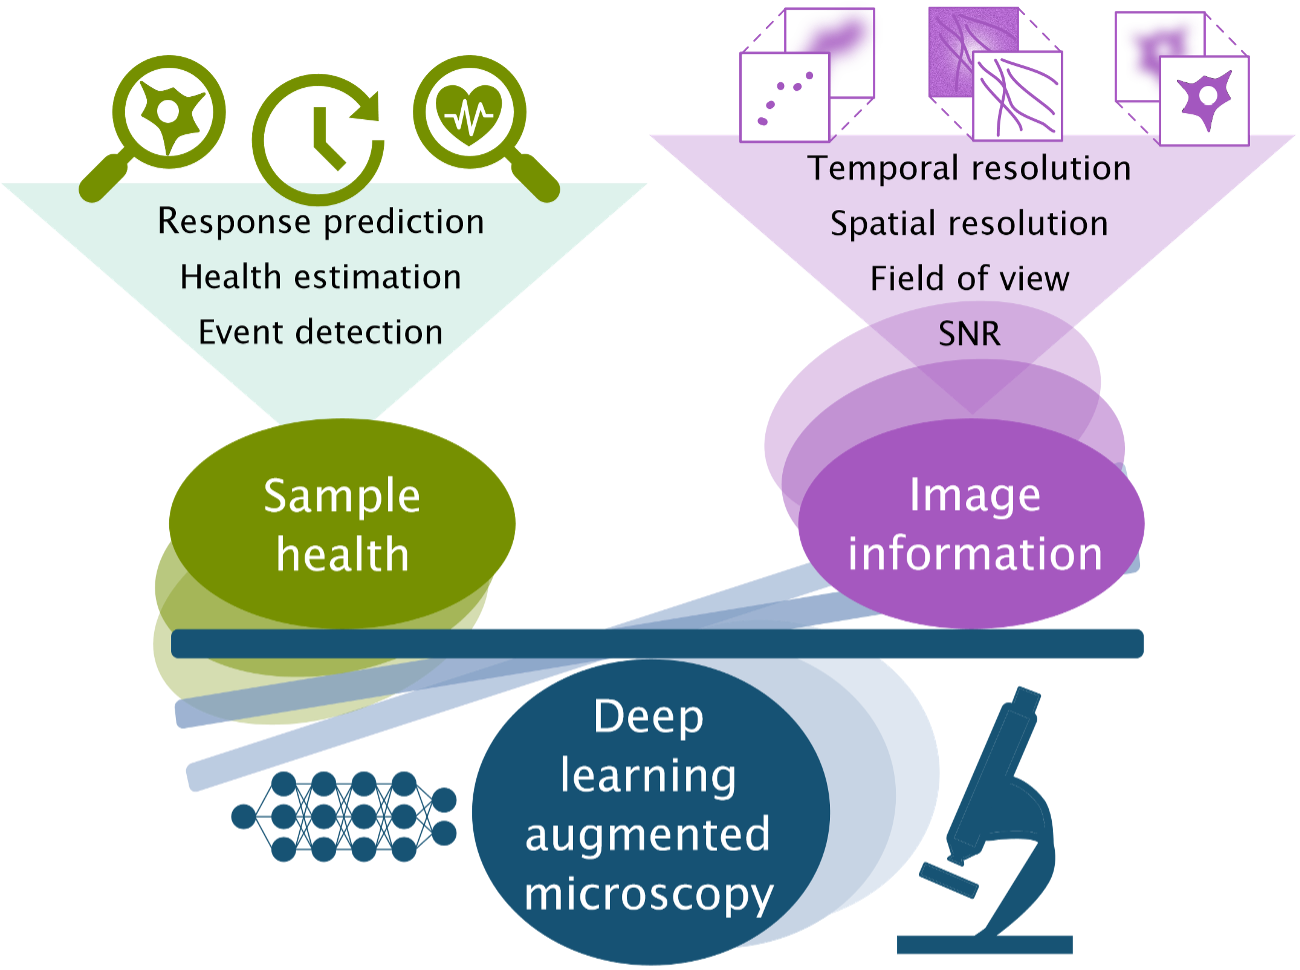 Response prediction
Health estimation
Event detection
Temporal resolution
Spatial resolution
Field of view
SNR
Sample
health
Image
information
Deep
learning
augmented
microscopy